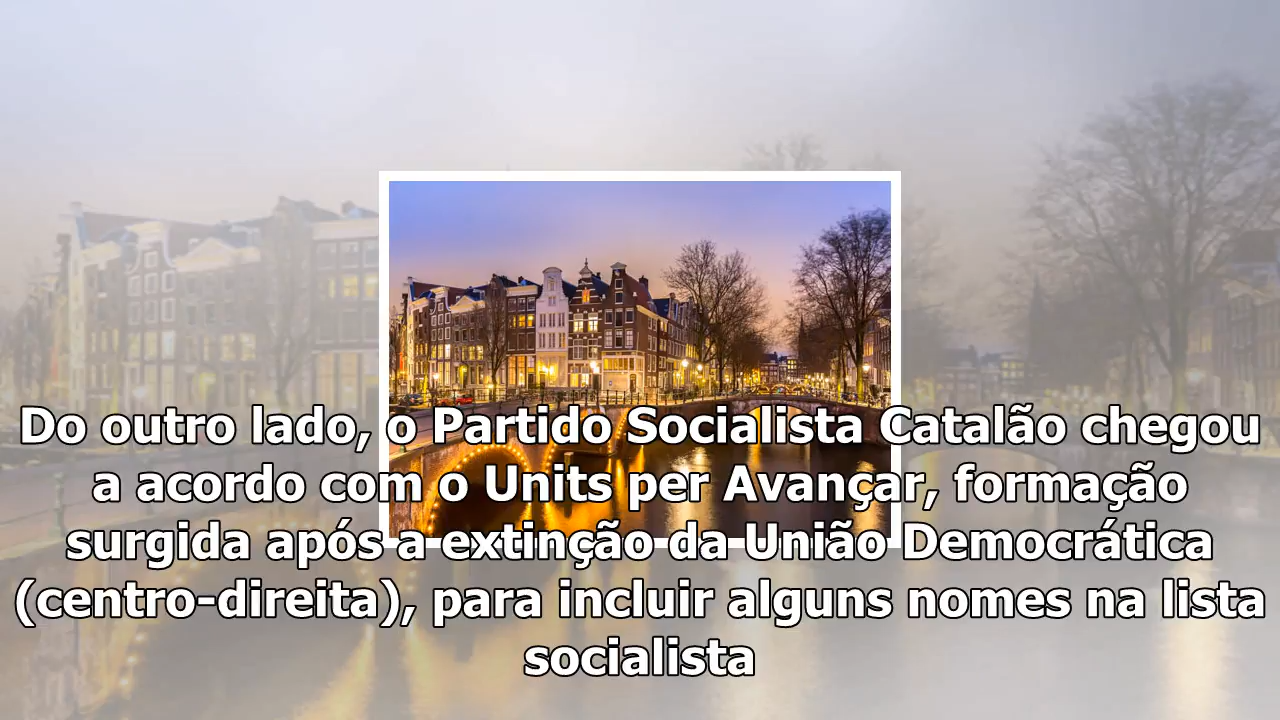 Do outro lado, o Partido Socialista Catalão chegou
a acordo com o Units per Avançar, formação
surgida após a extinção da União Democrática
(centro-direita), para incluir alguns nomes na lista
socialista